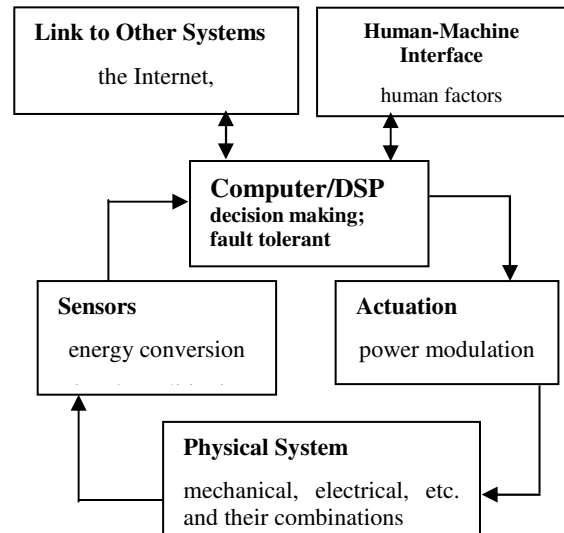 Link to Other Systems
the Internet,
Human-Machine
Interface
human factors
Computer/DSP
decision making;
fault tolerant
Sensors
energy conversion
Actuation
power modulation
Physical System
mechanical, electrical, etc.
and their combinations